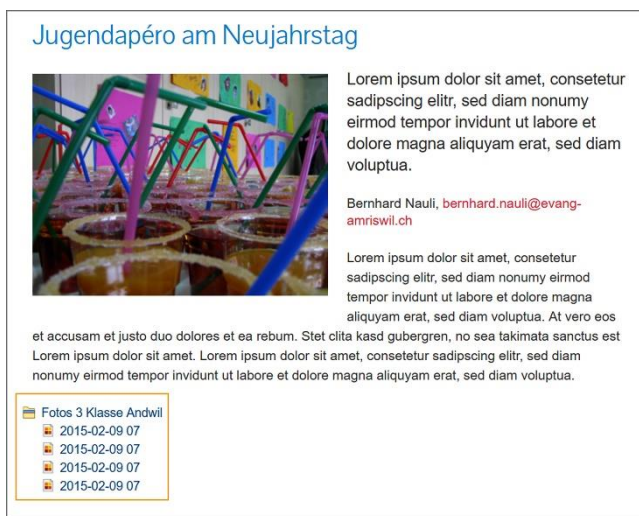 Jugendapéro am Neujahrstag
Lorem ipsum dolor sit amet, consetetur
sadipscing elitr, sed diam nonumy
eirmod tempor invidunt ut labore et
dolore magna aliquyam erat, sed diam
voluptua.
Bernhard Nauli, bernhard.nauli@evang-
amriswil.ch
Lorem ipsum dolor sit amet, consetetur
sadipscing elitr, sed diam nonumy eirmod
tempor invidunt ut labore et dolore magna
aliquyam erat, sed diam voluptua. At vero eos
et accusam et justo duo dolores et ea rebum. Stet clita kasd gubergren, no sea takimata sanctus est
Lorem ipsum dolor sit amet. Lorem ipsum dolor sit amet, consetetur sadipscing elitr, sed diam
nonumy eirmod tempor invidunt ut labore et dolore magna aliquyam erat, sed diam voluptua.
Fotos 3 Klasse Andwil
2015-02-09 07
2015-02-09 07
2015-02-09 07
2015-02-09 07